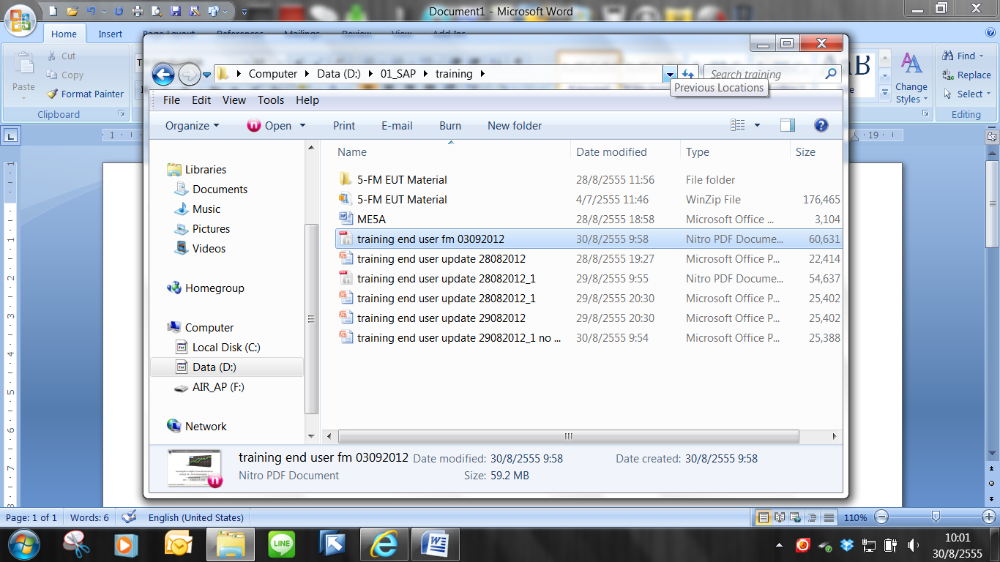 Document1 - Microsoft Word
Home Insert Page Layout References Mailings Review View Add-Ins
Cut
Copy
Format Painter
Paste
Clipboard
Change
Styles
Find
Replace
Select
Editing
Computer Data (D:) 01_SAP training
Search training
Previous Locations
File Edit View Tools Help
Organize Open Print E-mail Burn New folder
Name Date modified Type Size
Libraries
Documents
Music
Pictures
Videos
Homegroup
Computer
Local Disk (C:)
Data (D:)
AIR_AP (F:)
Network
5-FM EUT Material 28/8/2555 11:56 File folder
5-FM EUT Material 4/7/2555 11:46 WinZip File 176,465
ME5A 28/8/2555 18:58 Microsoft Office ... 3,104
training end user fm 03092012 30/8/2555 9:58 Nitro PDF Docume... 60,631
training end user update 28082012 28/8/2555 19:27 Microsoft Office P... 22,414
training end user update 28082012_1 29/8/2555 9:55 Nitro PDF Docume... 54,637
training end user update 28082012_1 29/8/2555 20:30 Microsoft Office P... 25,402
training end user update 29082012 29/8/2555 20:30 Microsoft Office P... 25,402
training end user update 29082012_1 no ... 30/8/2555 9:54 Microsoft Office P... 25,388
training end user fm 03092012 Date modified: 30/8/2555 9:58 Date created: 30/8/2555 9:58
Nitro PDF Document Size: 59.2 MB
Page: 1 of 1 Words: 6 English (United States) 110%
LINE
10:01
30/8/2555